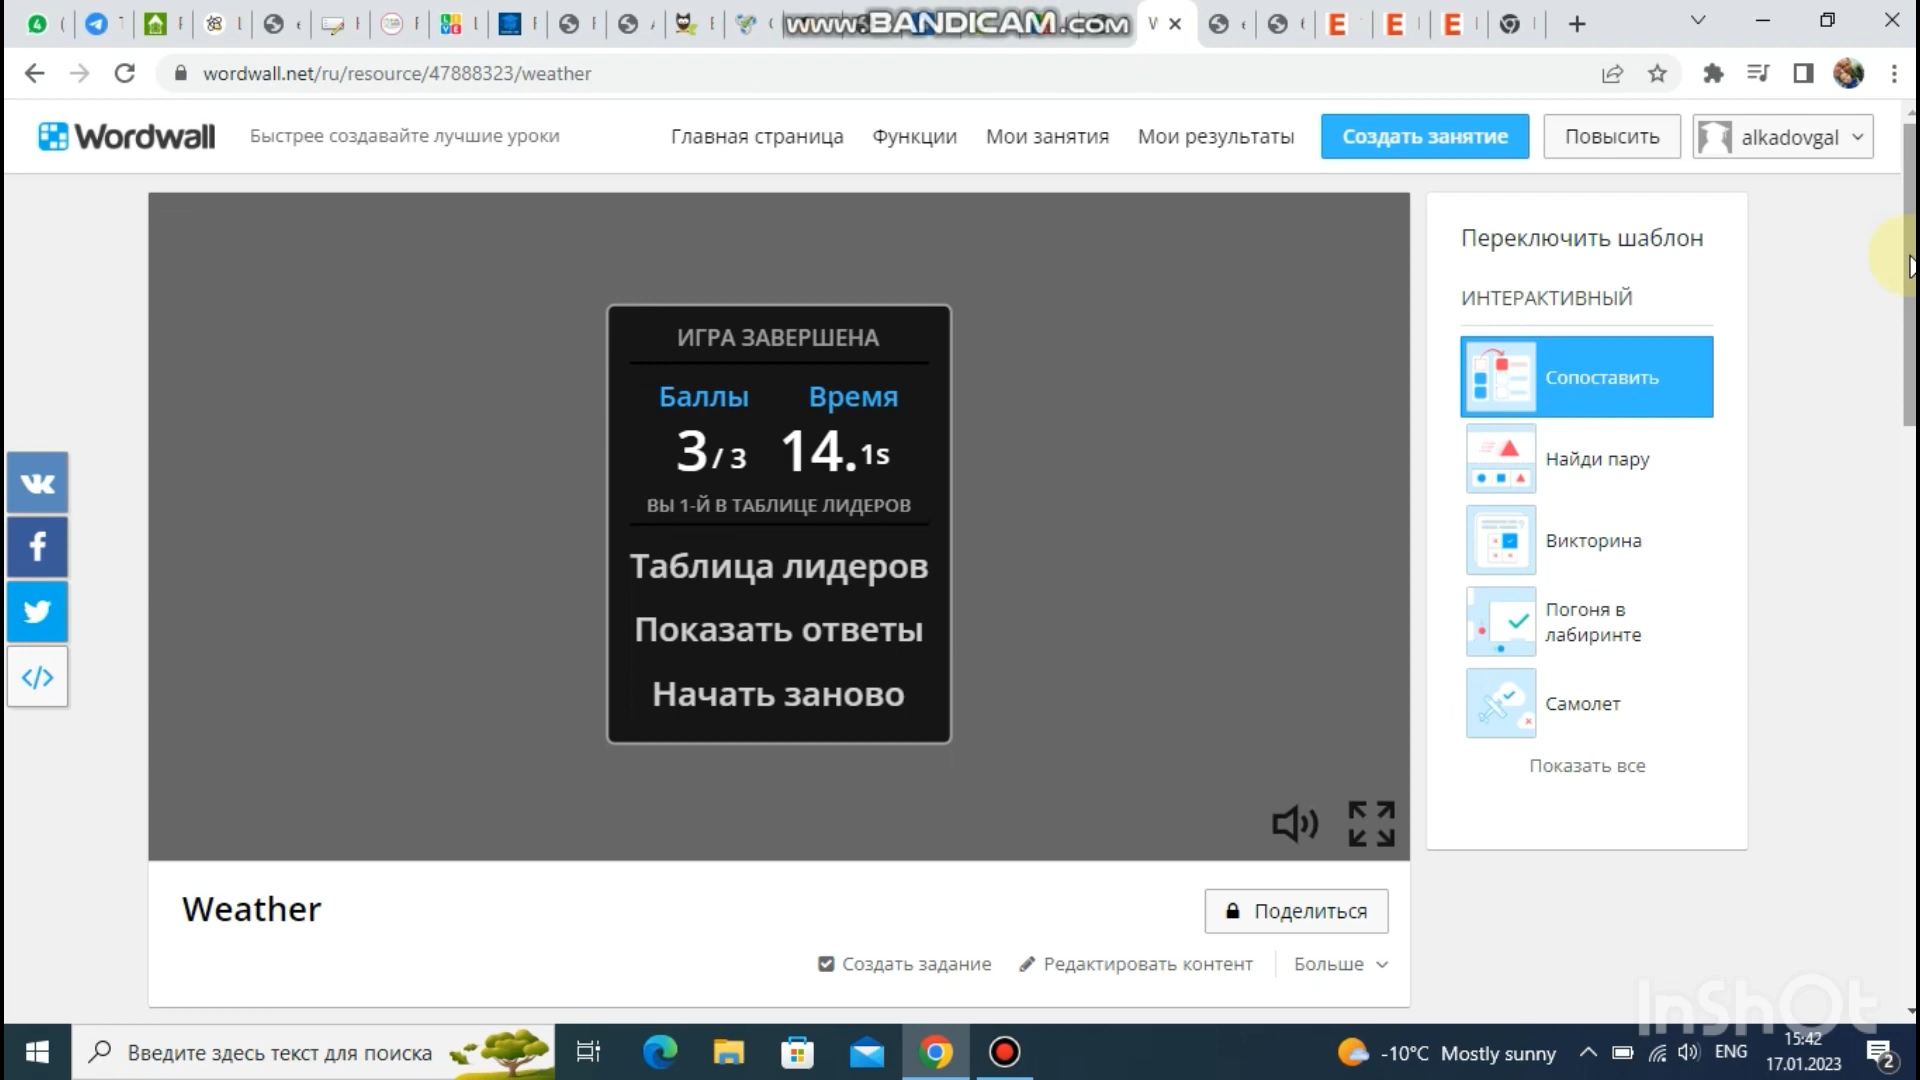 www.BANDICAM.com
wordwall.net/ru/resource/47888323/weather
Wordwall
Быстрее создавайте лучшие уроки
Главная страница
Функции
Мои занятия
Мои результаты
Создать занятие
Повысить
alkadovgal
ИГРА ЗАВЕРШЕНА
Баллы Время
3/ 3 14.1s
ВЫ 1-Й В ТАБЛИЦЕ ЛИДЕРОВ
Таблица лидеров
Показать ответы
Начать заново
Переключить шаблон
ИНТЕРАКТИВНЫЙ
Сопоставить
Найди пару
Викторина
Погоня в
лабиринте
Самолет
Показать все
Weather
Поделиться
Создать задание
Редактировать контент
Больше
InShOt
Введите здесь текст для поиска
-10°C Mostly sunny
ENG
15:42
17.01.2023
2